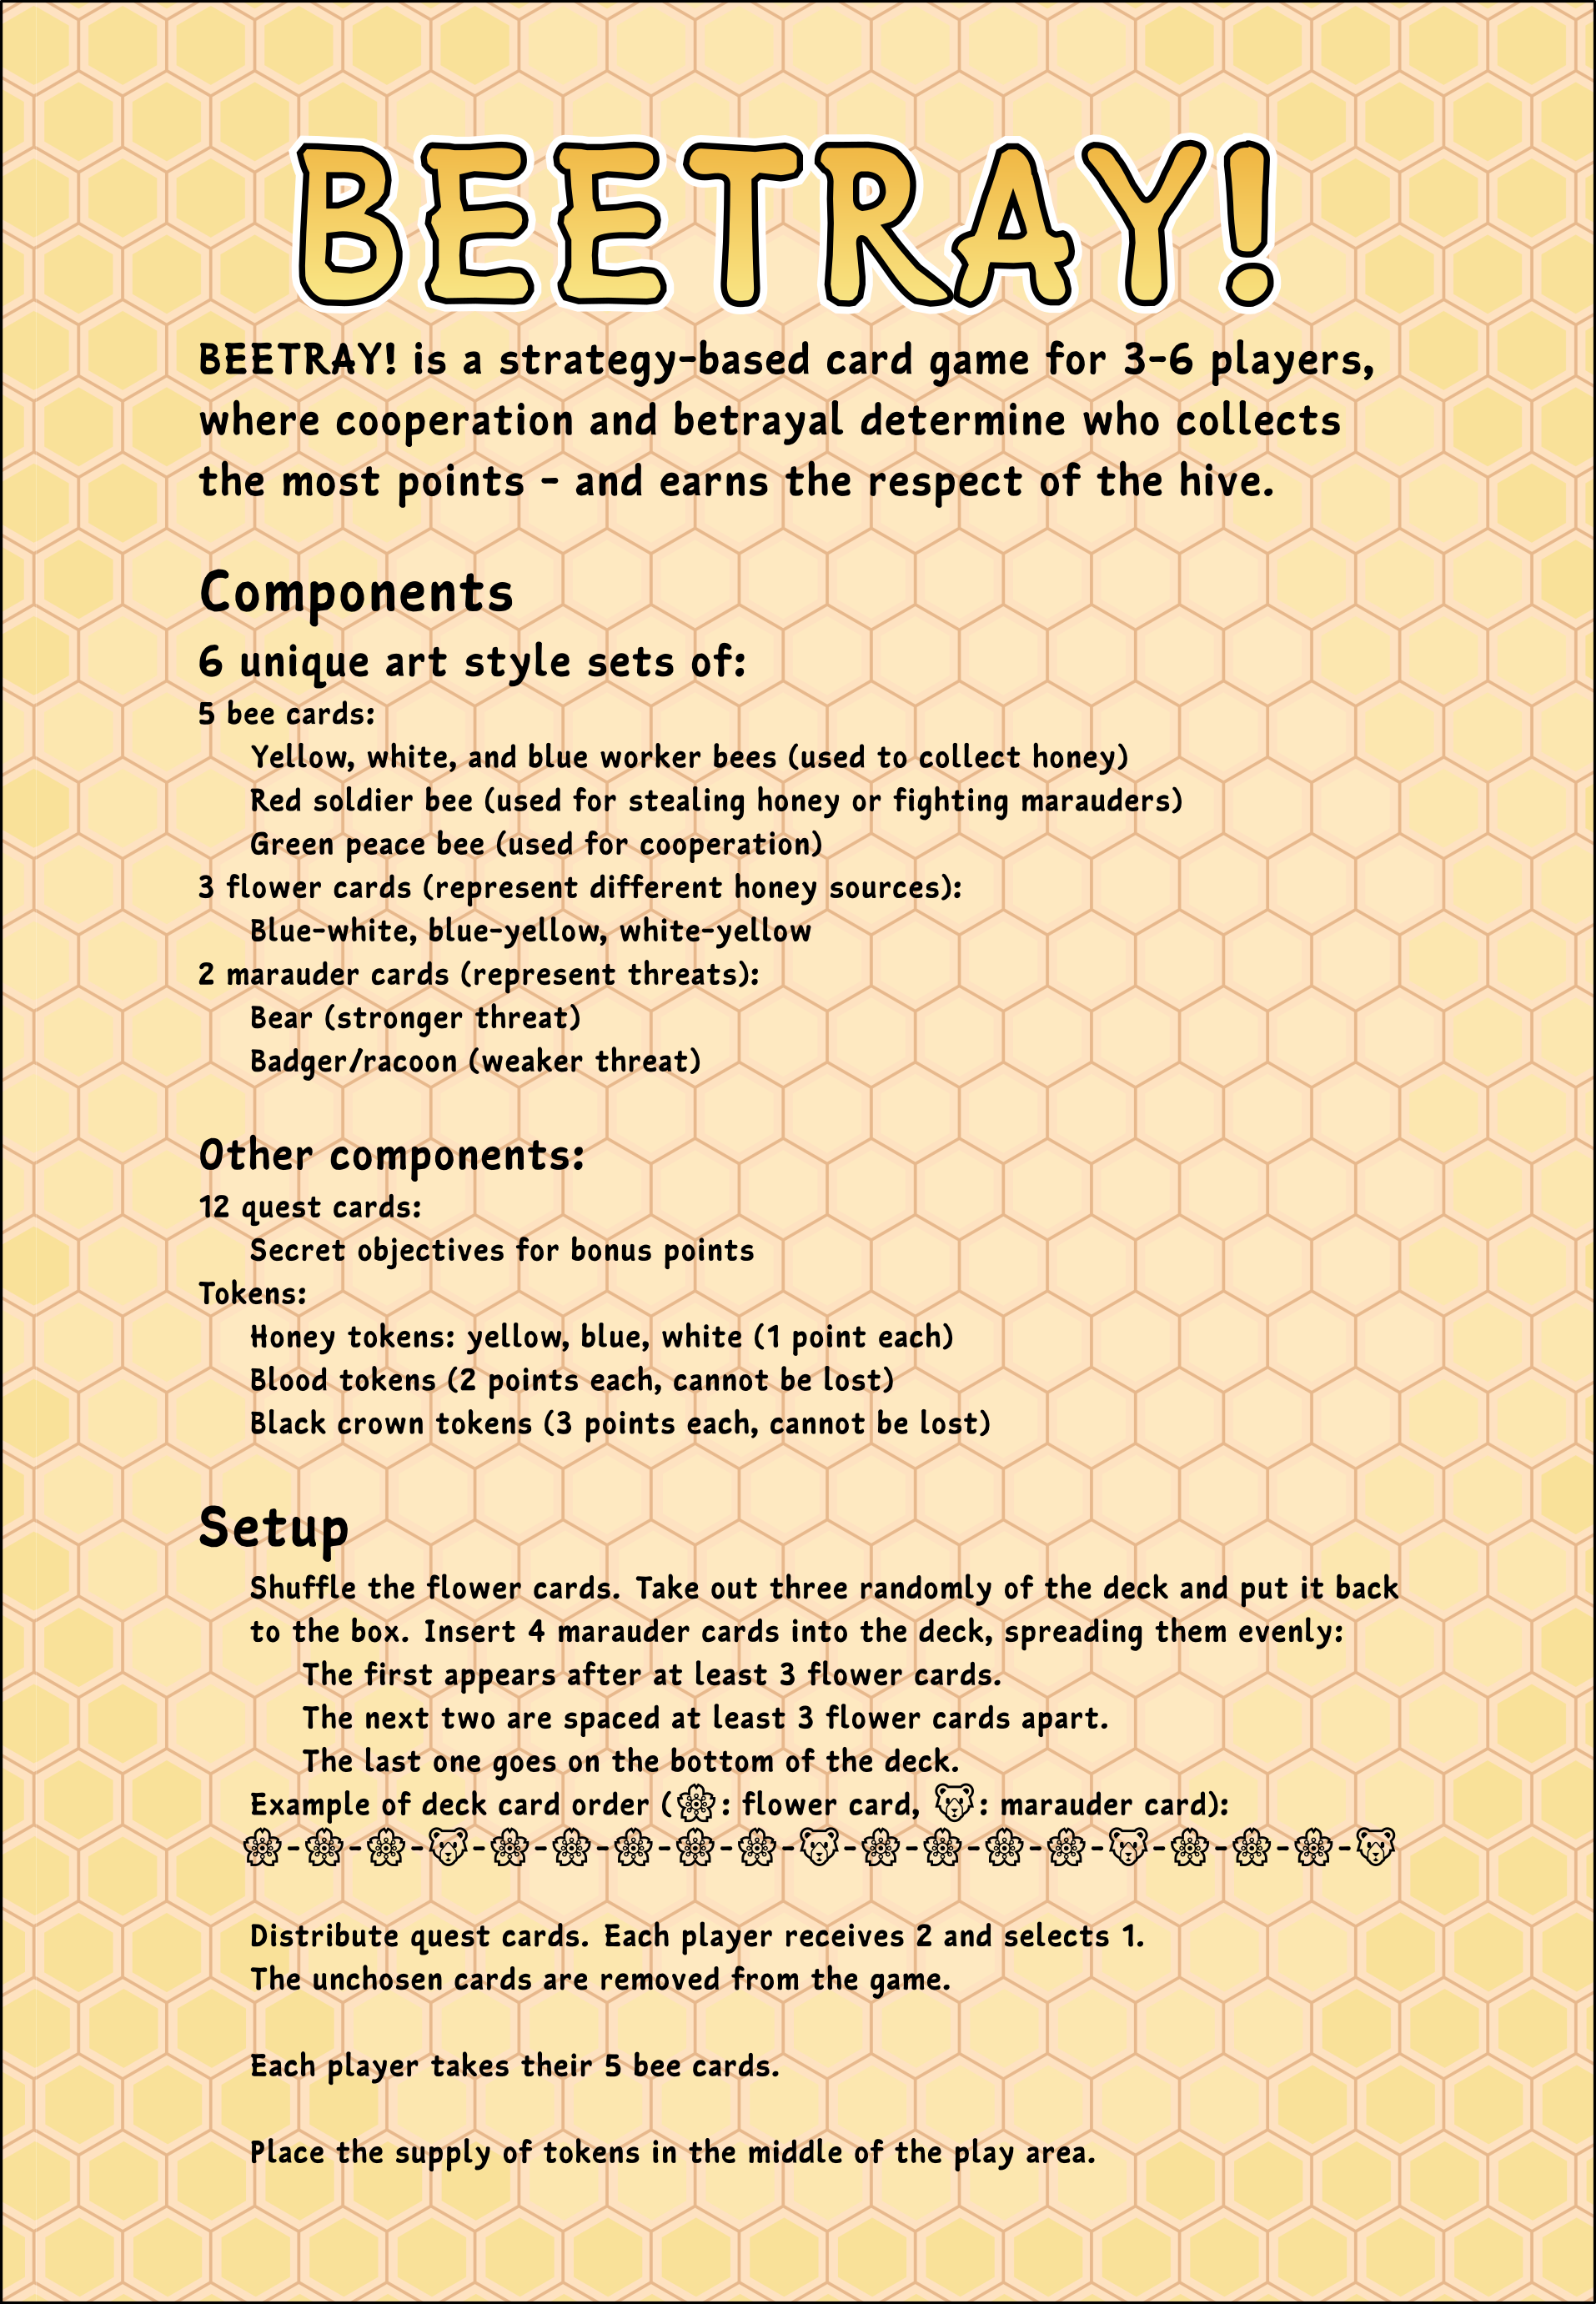 BEETRAY!
BEETRAY! is a strategy-based card game for 3-6 players,
where cooperation and betrayal determine who collects
the most points - and earns the respect of the hive.
Components
6 unique art style sets of:
5 bee cards:
Yellow, white, and blue worker bees (used to collect honey)
Red soldier bee (used for stealing honey or fighting marauders)
Green peace bee (used for cooperation)
3 flower cards (represent different honey sources):
Blue-white, blue-yellow, white-yellow
2 marauder cards (represent threats):
Bear (stronger threat)
Badger/racoon (weaker threat)
Other components:
12 quest cards:
Secret objectives for bonus points
Tokens:
Honey tokens: yellow, blue, white (1 point each)
Blood tokens (2 points each, cannot be lost)
Black crown tokens (3 points each, cannot be lost)
Setup
Shuffle the flower cards. Take out three randomly of the deck and put it back
to the box. Insert 4 marauder cards into the deck, spreading them evenly:
The first appears after at least 3 flower cards.
The next two are spaced at least 3 flower cards apart.
The last one goes on the bottom of the deck.
Example of deck card order (: flower card, : marauder card):
Distribute quest cards. Each player receives 2 and selects 1.
The unchosen cards are removed from the game.
Each player takes their 5 bee cards.
Place the supply of tokens in the middle of the play area.